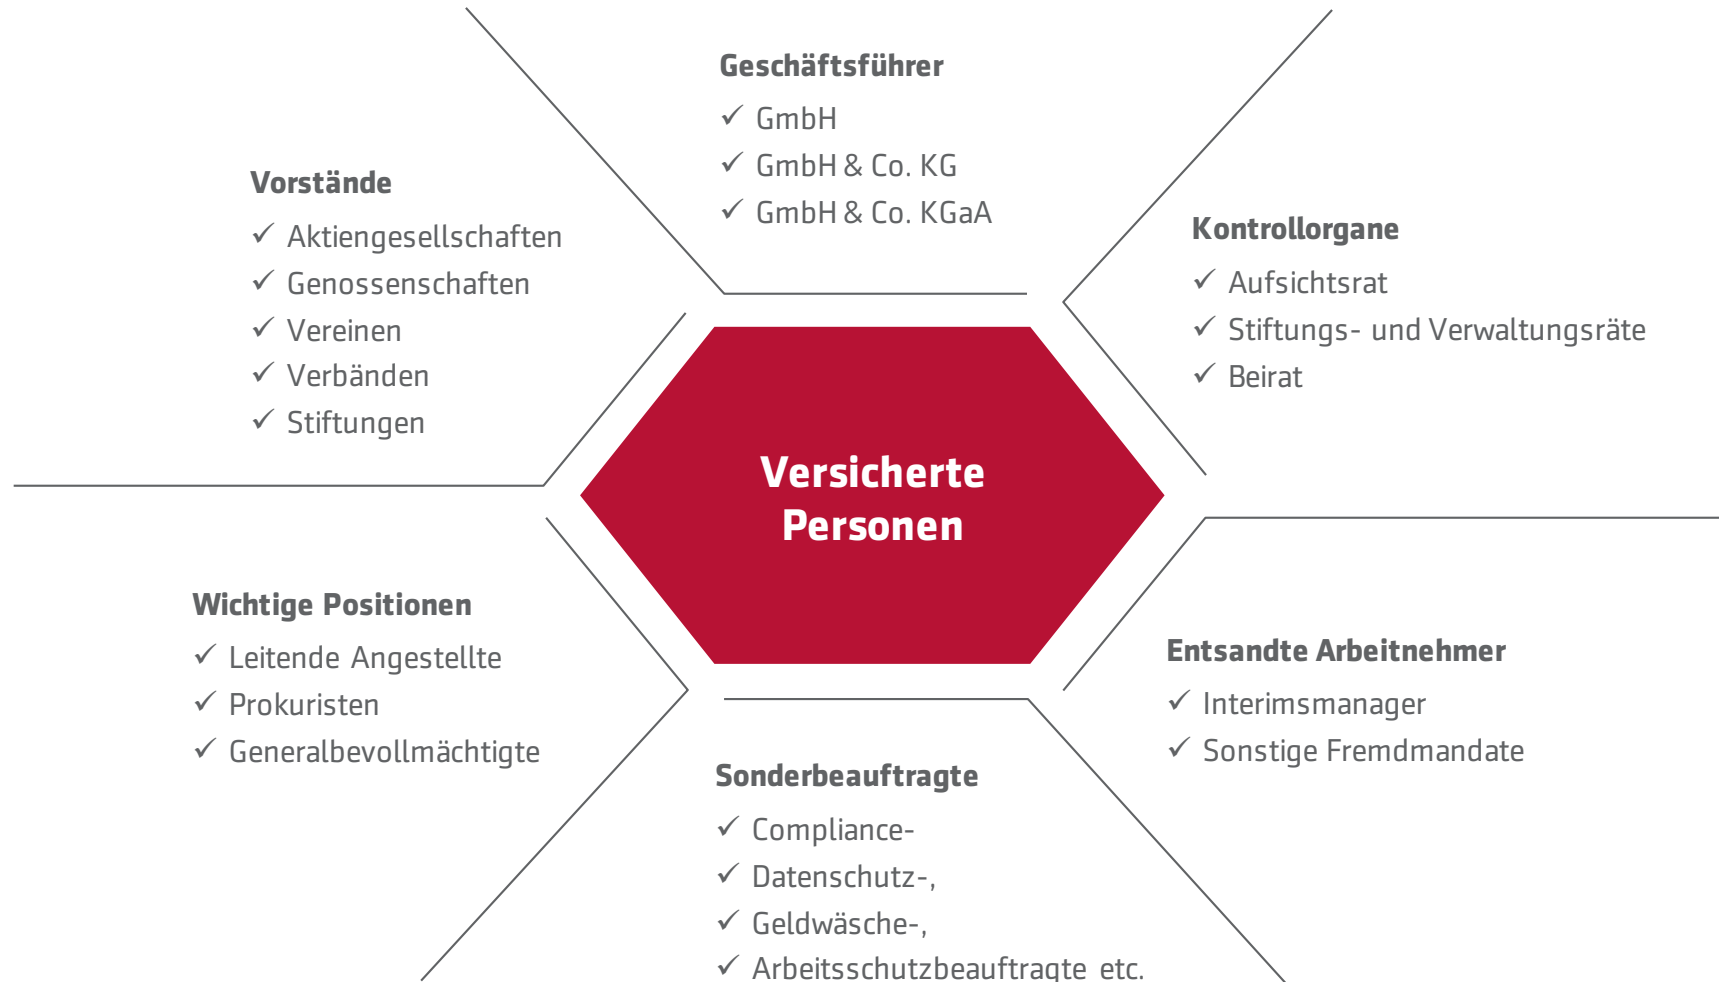 Geschäftsführer
✓ GmbH
✓ GmbH & Co. KG
✓ GmbH & Co. KGaA
Vorstände
✓ Aktiengesellschaften
✓ Genossenschaften
✓ Vereinen
✓ Verbänden
✓ Stiftungen
Kontrollorgane
✓ Aufsichtsrat
✓ Stiftungs- und Verwaltungsräte
✓ Beirat
Versicherte
Personen
Wichtige Positionen
✓ Leitende Angestellte
✓ Prokuristen
✓ Generalbevollmächtigte
Entsandte Arbeitnehmer
✓ Interimsmanager
✓ Sonstige Fremdmandate
Sonderbeauftragte
✓ Compliance-
✓ Datenschutz-,
✓ Geldwäsche-,
✓ Arbeitsschutzbeauftragte etc.